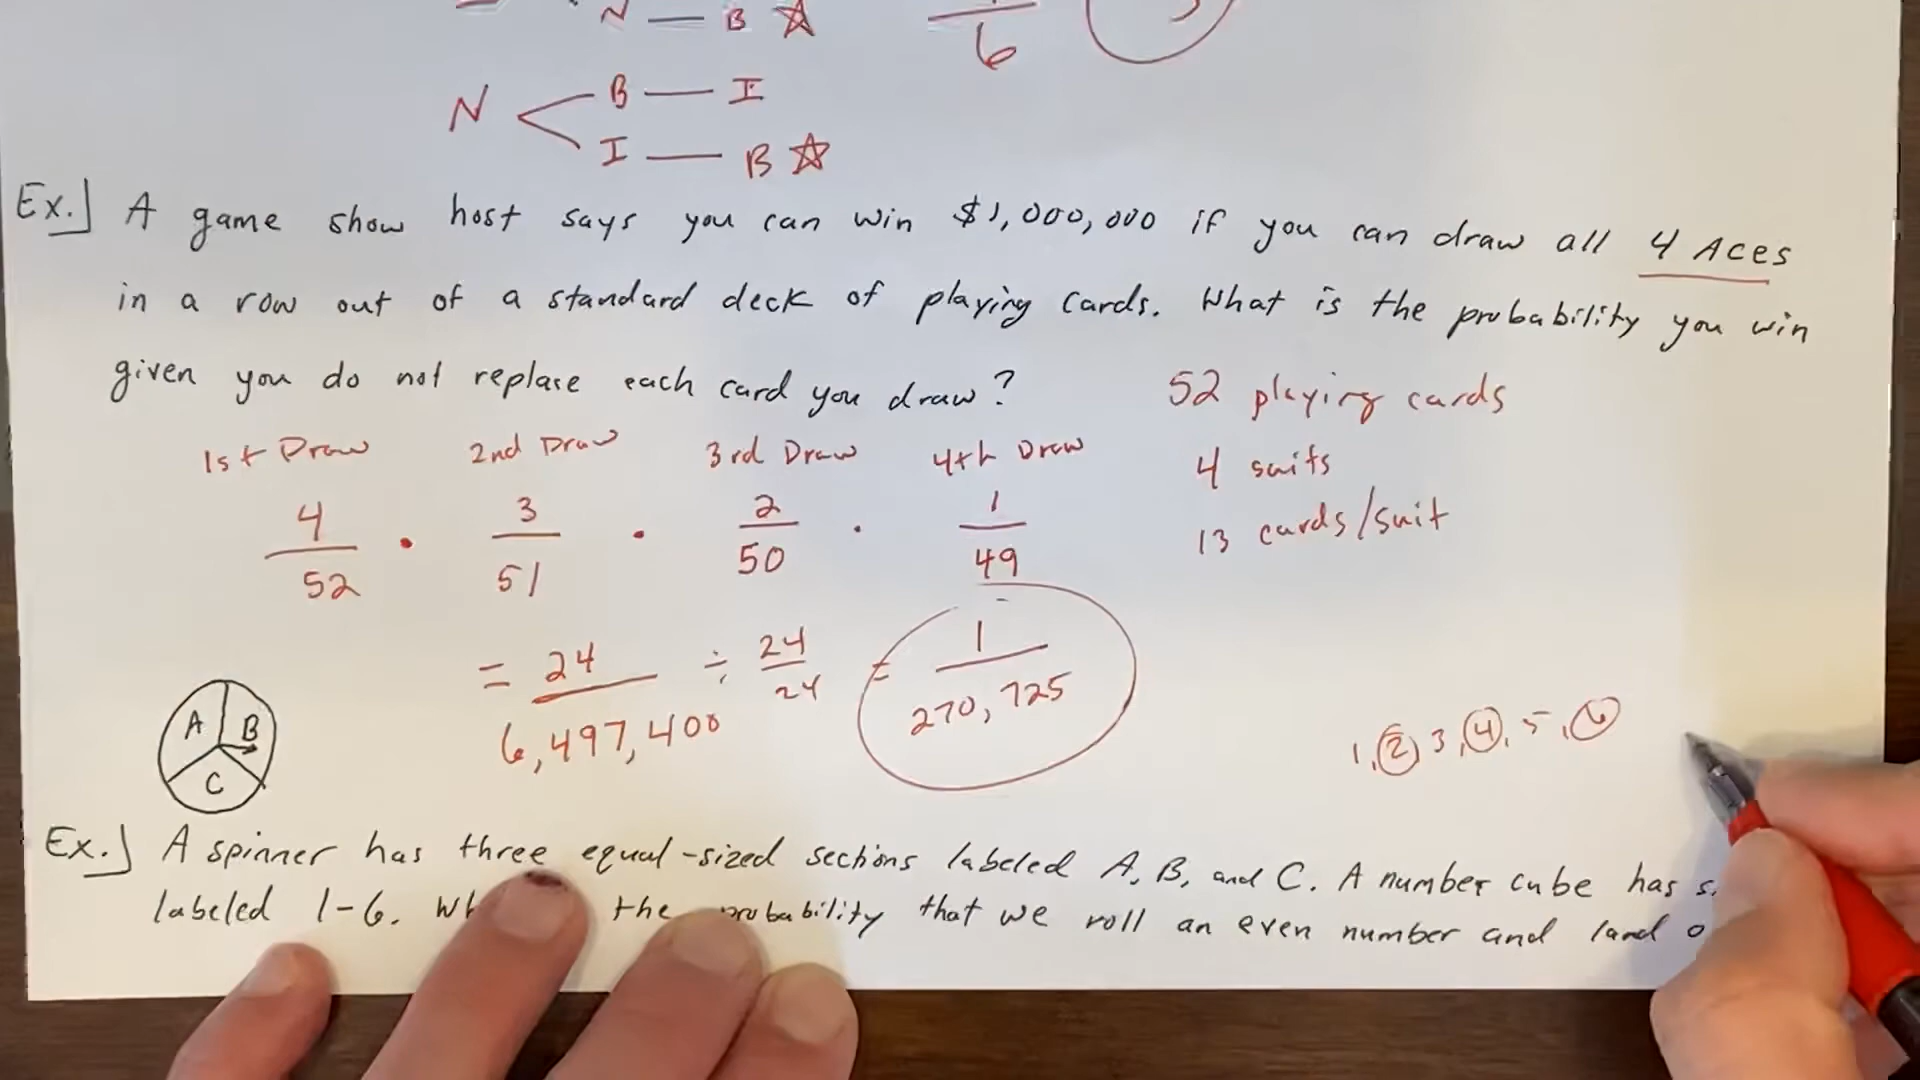 N — B
6
N B — I
I — B
Ex.] A game show host says you can win $1,000,000 if you can draw all 4 Aces
in a row out of a standard deck of playing cards. What is the probability you win
given you do not replace each card you draw?
52 playing cards
4 suits
13 cards/suit
1st Draw 2nd Draw 3rd Draw 4th Draw
4/52 · 3/51 · 2/50 · 1/49
= 24/6,497,400 ÷ 24/24 = 1/270,725
A B
C
1, 2, 3, 4, 5, 6
Ex.] A spinner has three equal-sized sections labeled A, B, and C. A number cube has
labeled 1-6. the probability that we roll an even number and land